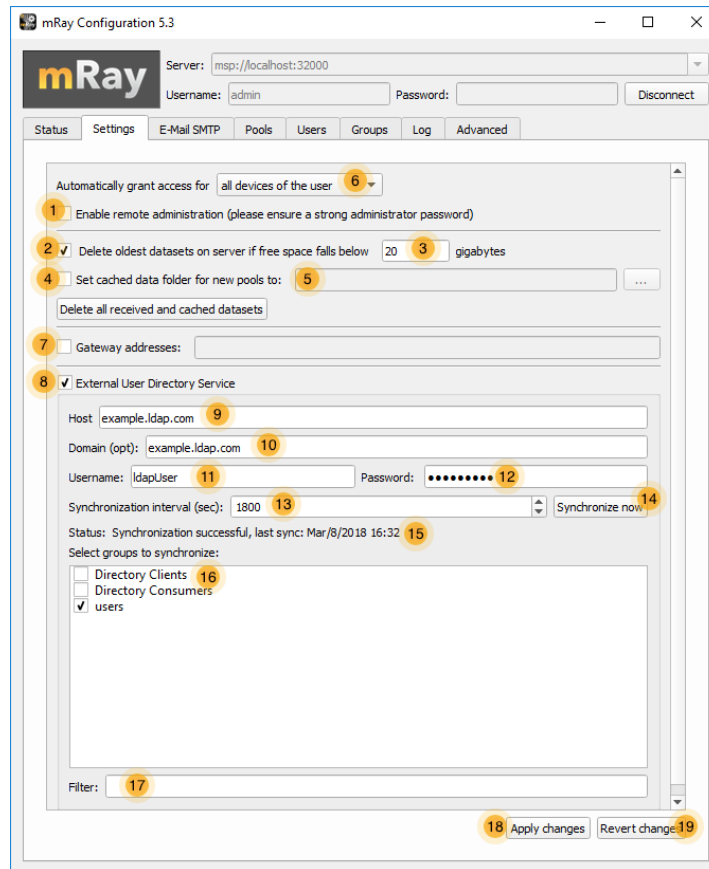 mRay Configuration 5.3
mRay
Server: msp://localhost:32000
Username: admin Password: Disconnect
Status Settings E-Mail SMTP Pools Users Groups Log Advanced
Automatically grant access for all devices of the user 6
1 Enable remote administration (please ensure a strong administrator password)
2 Delete oldest datasets on server if free space falls below 20 3 gigabytes
4 Set cached data folder for new pools to: 5 ...
Delete all received and cached datasets
7 Gateway addresses:
8 External User Directory Service
Host example.ldap.com 9
Domain (opt): example.ldap.com 10
Username: ldapUser 11 Password: ●●●●●●●●● 12
Synchronization interval (sec): 1800 13 Synchronize now 14
Status: Synchronization successful, last sync: Mar/8/2018 16:32 15
Select groups to synchronize:
Directory Clients 16
Directory Consumers
users
Filter: 17
18 Apply changes Revert change 19